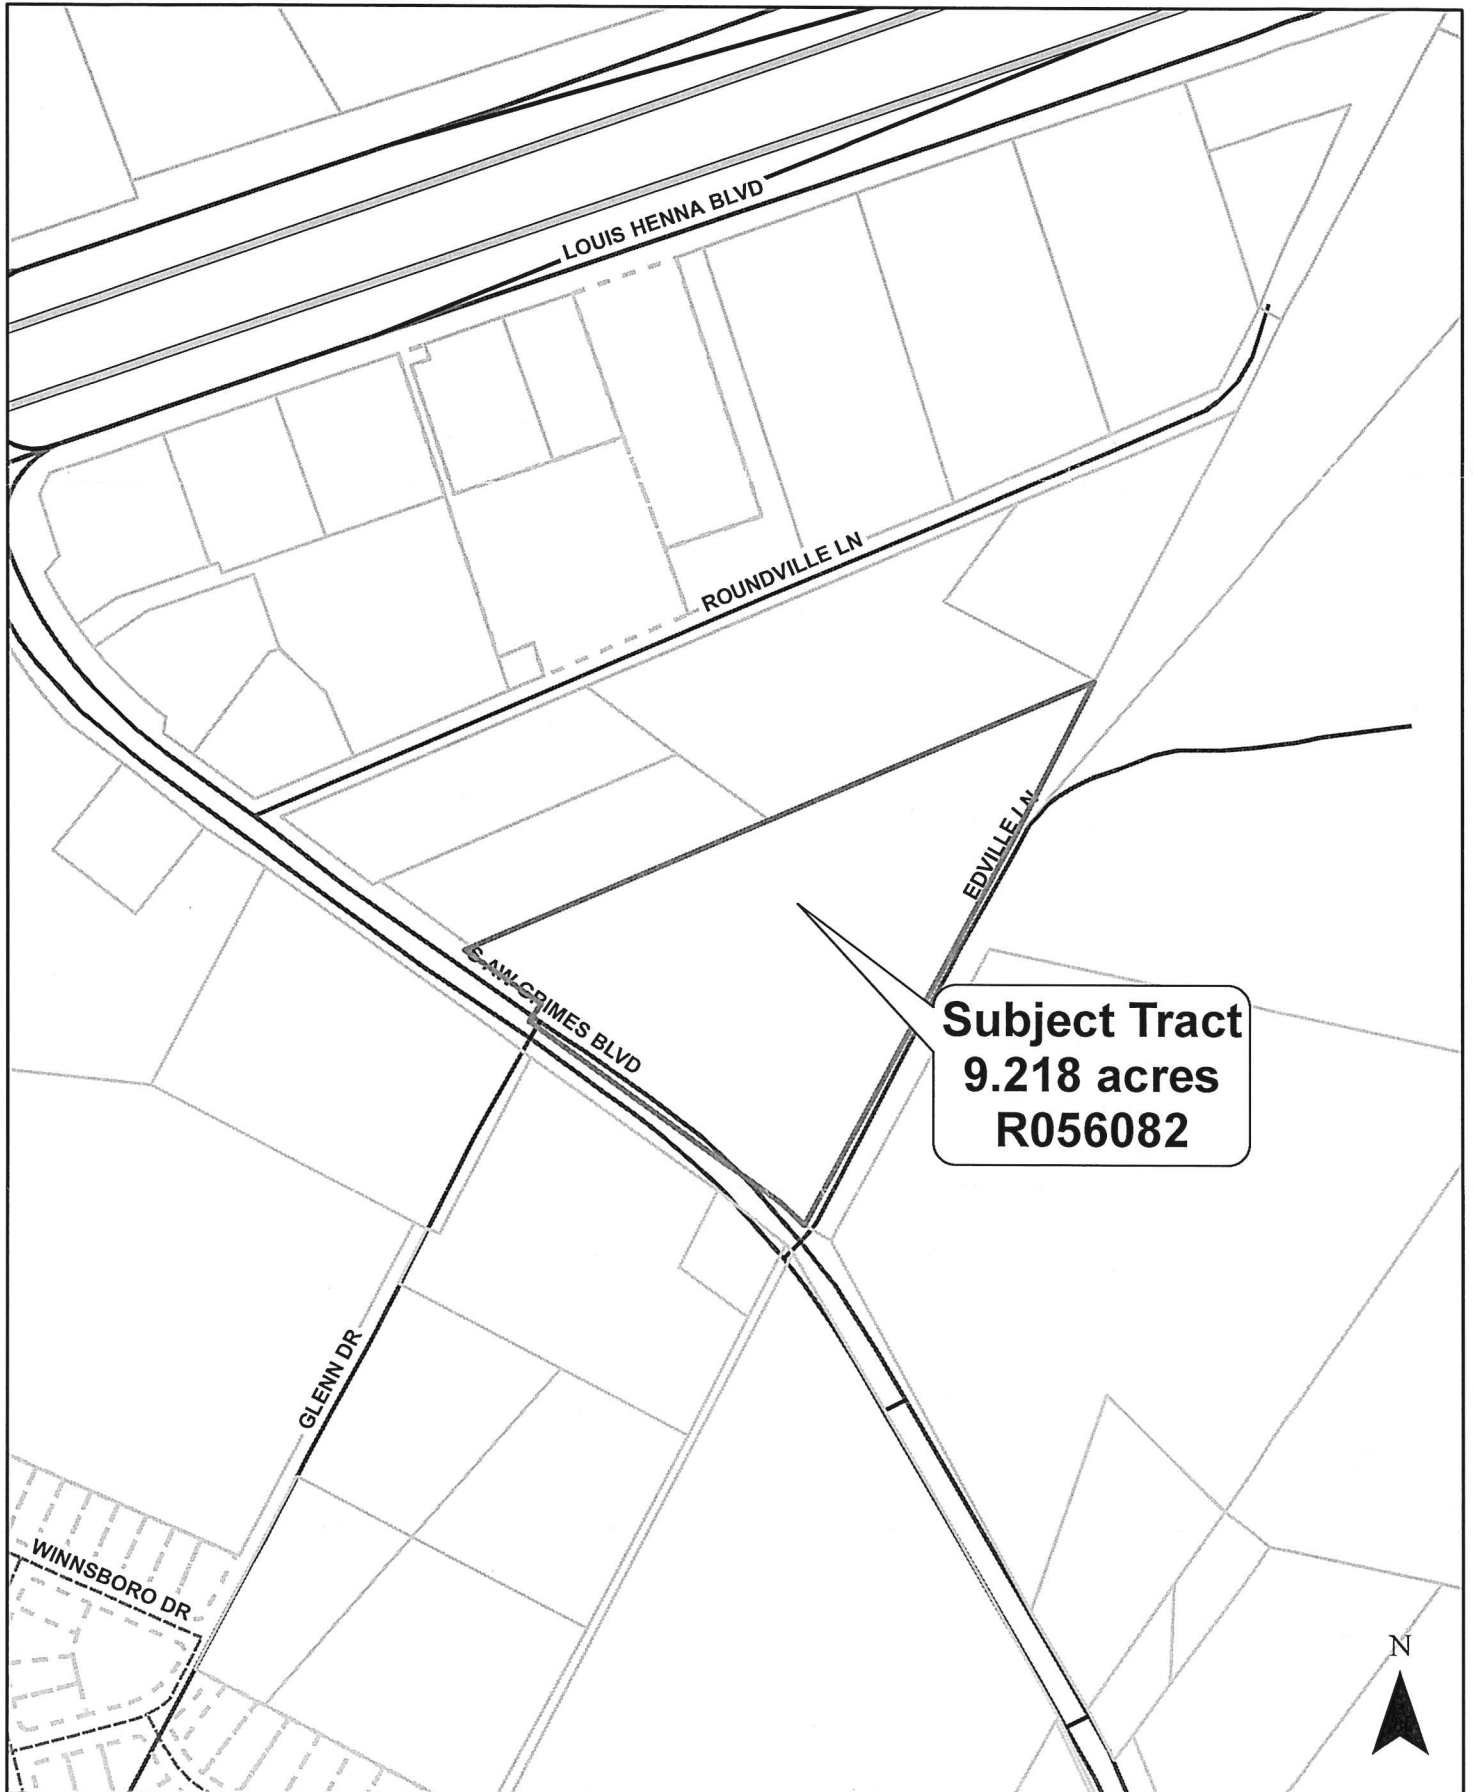 LOUIS HENNA BLVD
ROUNDVILLE LN
EDVILLE LN
S AW GRIMES BLVD
Subject Tract
9.218 acres
R056082
GLENN DR
WINNSBORO DR
N